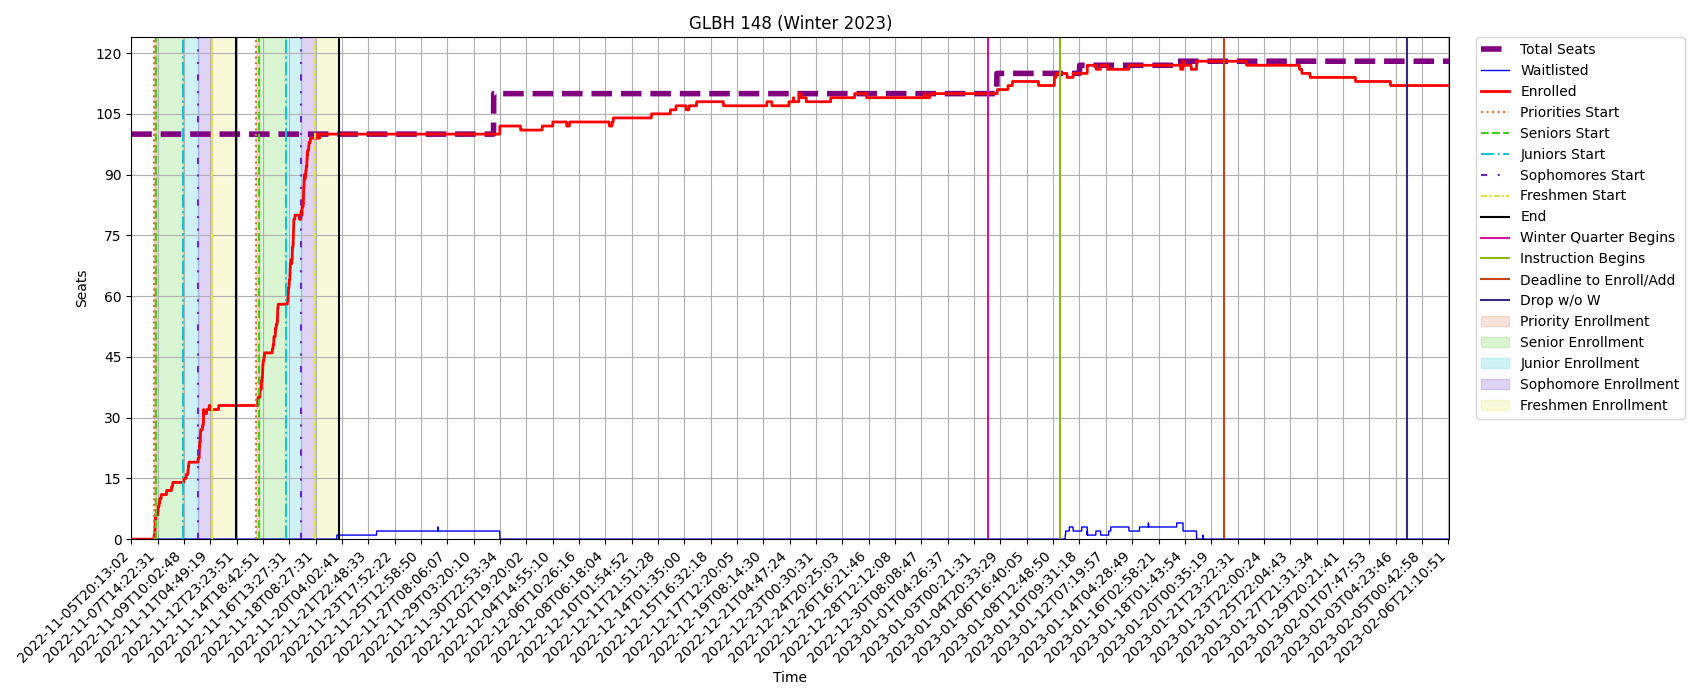 GLBH 148 (Winter 2023)
120
105
90
75
60
45
30
15
0
Seats
2022-11-05T20:13:02
2022-11-07T14:22:31
2022-11-09T10:02:48
2022-11-11T04:49:19
2022-11-12T23:23:51
2022-11-14T18:42:51
2022-11-16T13:27:31
2022-11-18T08:27:31
2022-11-20T04:02:41
2022-11-21T22:48:33
2022-11-23T17:52:22
2022-11-25T12:58:50
2022-11-27T08:06:07
2022-11-29T03:20:10
2022-11-30T22:53:34
2022-12-02T19:20:02
2022-12-04T14:55:10
2022-12-06T10:26:16
2022-12-08T06:18:04
2022-12-10T01:54:52
2022-12-11T21:51:28
2022-12-14T01:35:00
2022-12-15T16:32:18
2022-12-17T12:20:05
2022-12-19T08:14:30
2022-12-21T04:47:24
2022-12-23T00:30:31
2022-12-24T20:25:03
2022-12-26T16:21:46
2022-12-28T12:12:08
2022-12-30T08:08:47
2023-01-01T04:26:37
2023-01-03T00:21:31
2023-01-04T20:33:29
2023-01-06T16:40:05
2023-01-08T12:48:50
2023-01-10T09:31:18
2023-01-12T07:19:57
2023-01-14T04:28:49
2023-01-16T02:58:21
2023-01-18T01:43:54
2023-01-20T00:35:19
2023-01-21T23:22:31
2023-01-23T22:00:24
2023-01-25T22:04:43
2023-01-27T21:31:34
2023-01-29T20:21:41
2023-02-01T07:47:53
2023-02-03T04:23:46
2023-02-05T00:42:58
2023-02-06T21:10:51
Time
Total Seats
Waitlisted
Enrolled
Priorities Start
Seniors Start
Juniors Start
Sophomores Start
Freshmen Start
End
Winter Quarter Begins
Instruction Begins
Deadline to Enroll/Add
Drop w/o W
Priority Enrollment
Senior Enrollment
Junior Enrollment
Sophomore Enrollment
Freshmen Enrollment